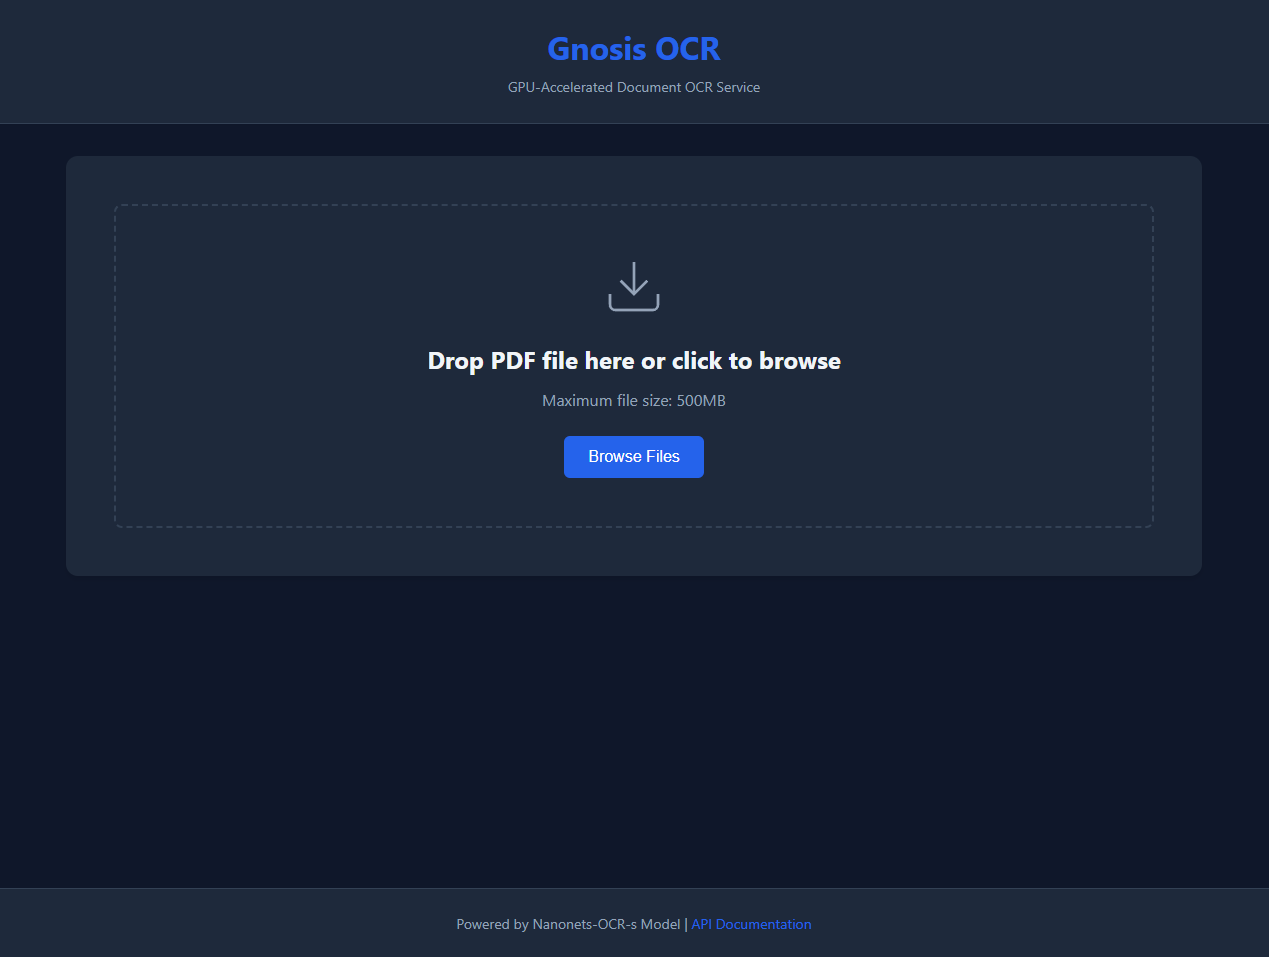 Gnosis OCR
GPU-Accelerated Document OCR Service
Drop PDF file here or click to browse
Maximum file size: 500MB
Browse Files
Powered by Nanonets-OCR-s Model | API Documentation